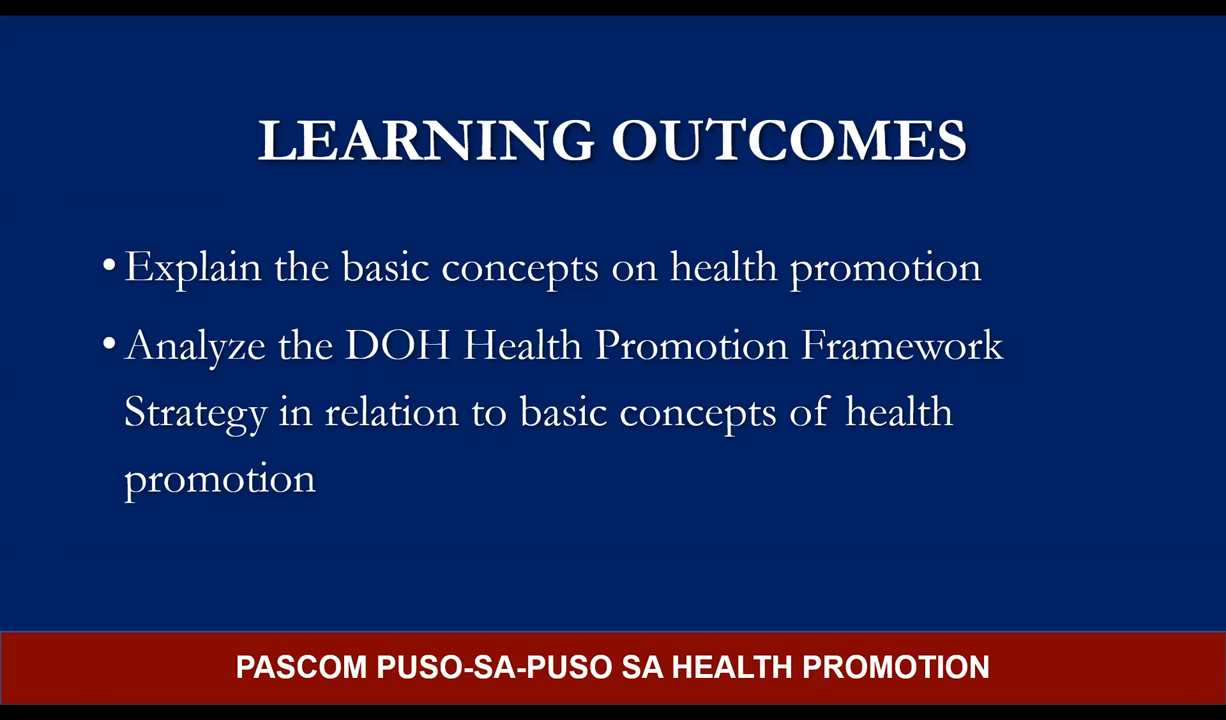 LEARNING OUTCOMES
•Explain the basic concepts on health promotion
•Analyze the DOH Health Promotion Framework
Strategy in relation to basic concepts of health
promotion
PASCOM PUSO-SA-PUSO SA HEALTH PROMOTION